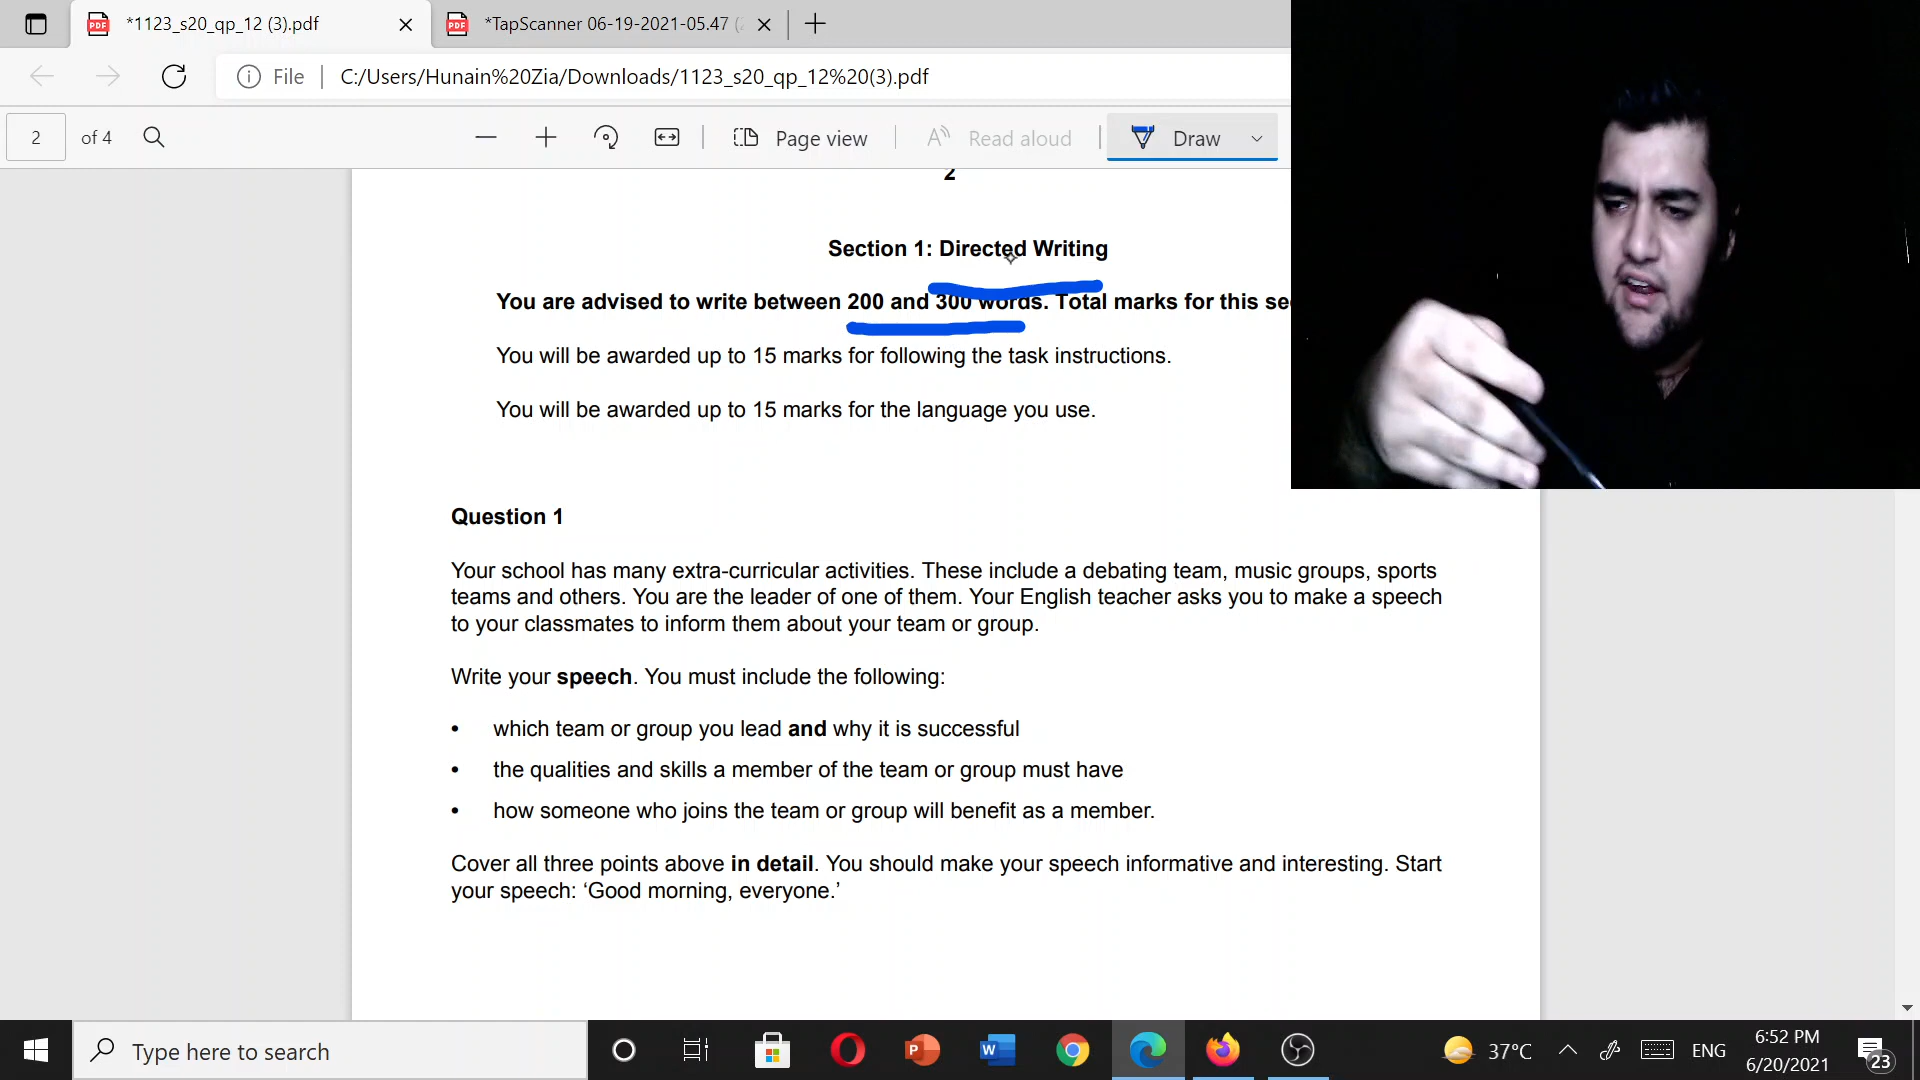 *1123_s20_qp_12 (3).pdf
*TapScanner 06-19-2021-05.47 (
File
C:/Users/Hunain%20Zia/Downloads/1123_s20_qp_12%20(3).pdf
2 of 4
Page view
Read aloud
Draw
2
Section 1: Directed Writing
You are advised to write between 200 and 300 words. Total marks for this se
You will be awarded up to 15 marks for following the task instructions.
You will be awarded up to 15 marks for the language you use.
Question 1
Your school has many extra-curricular activities. These include a debating team, music groups, sports
teams and others. You are the leader of one of them. Your English teacher asks you to make a speech
to your classmates to inform them about your team or group.
Write your speech. You must include the following:
• which team or group you lead and why it is successful
• the qualities and skills a member of the team or group must have
• how someone who joins the team or group will benefit as a member.
Cover all three points above in detail. You should make your speech informative and interesting. Start
your speech: ‘Good morning, everyone.’
Type here to search
37°C
ENG
6:52 PM
6/20/2021
23